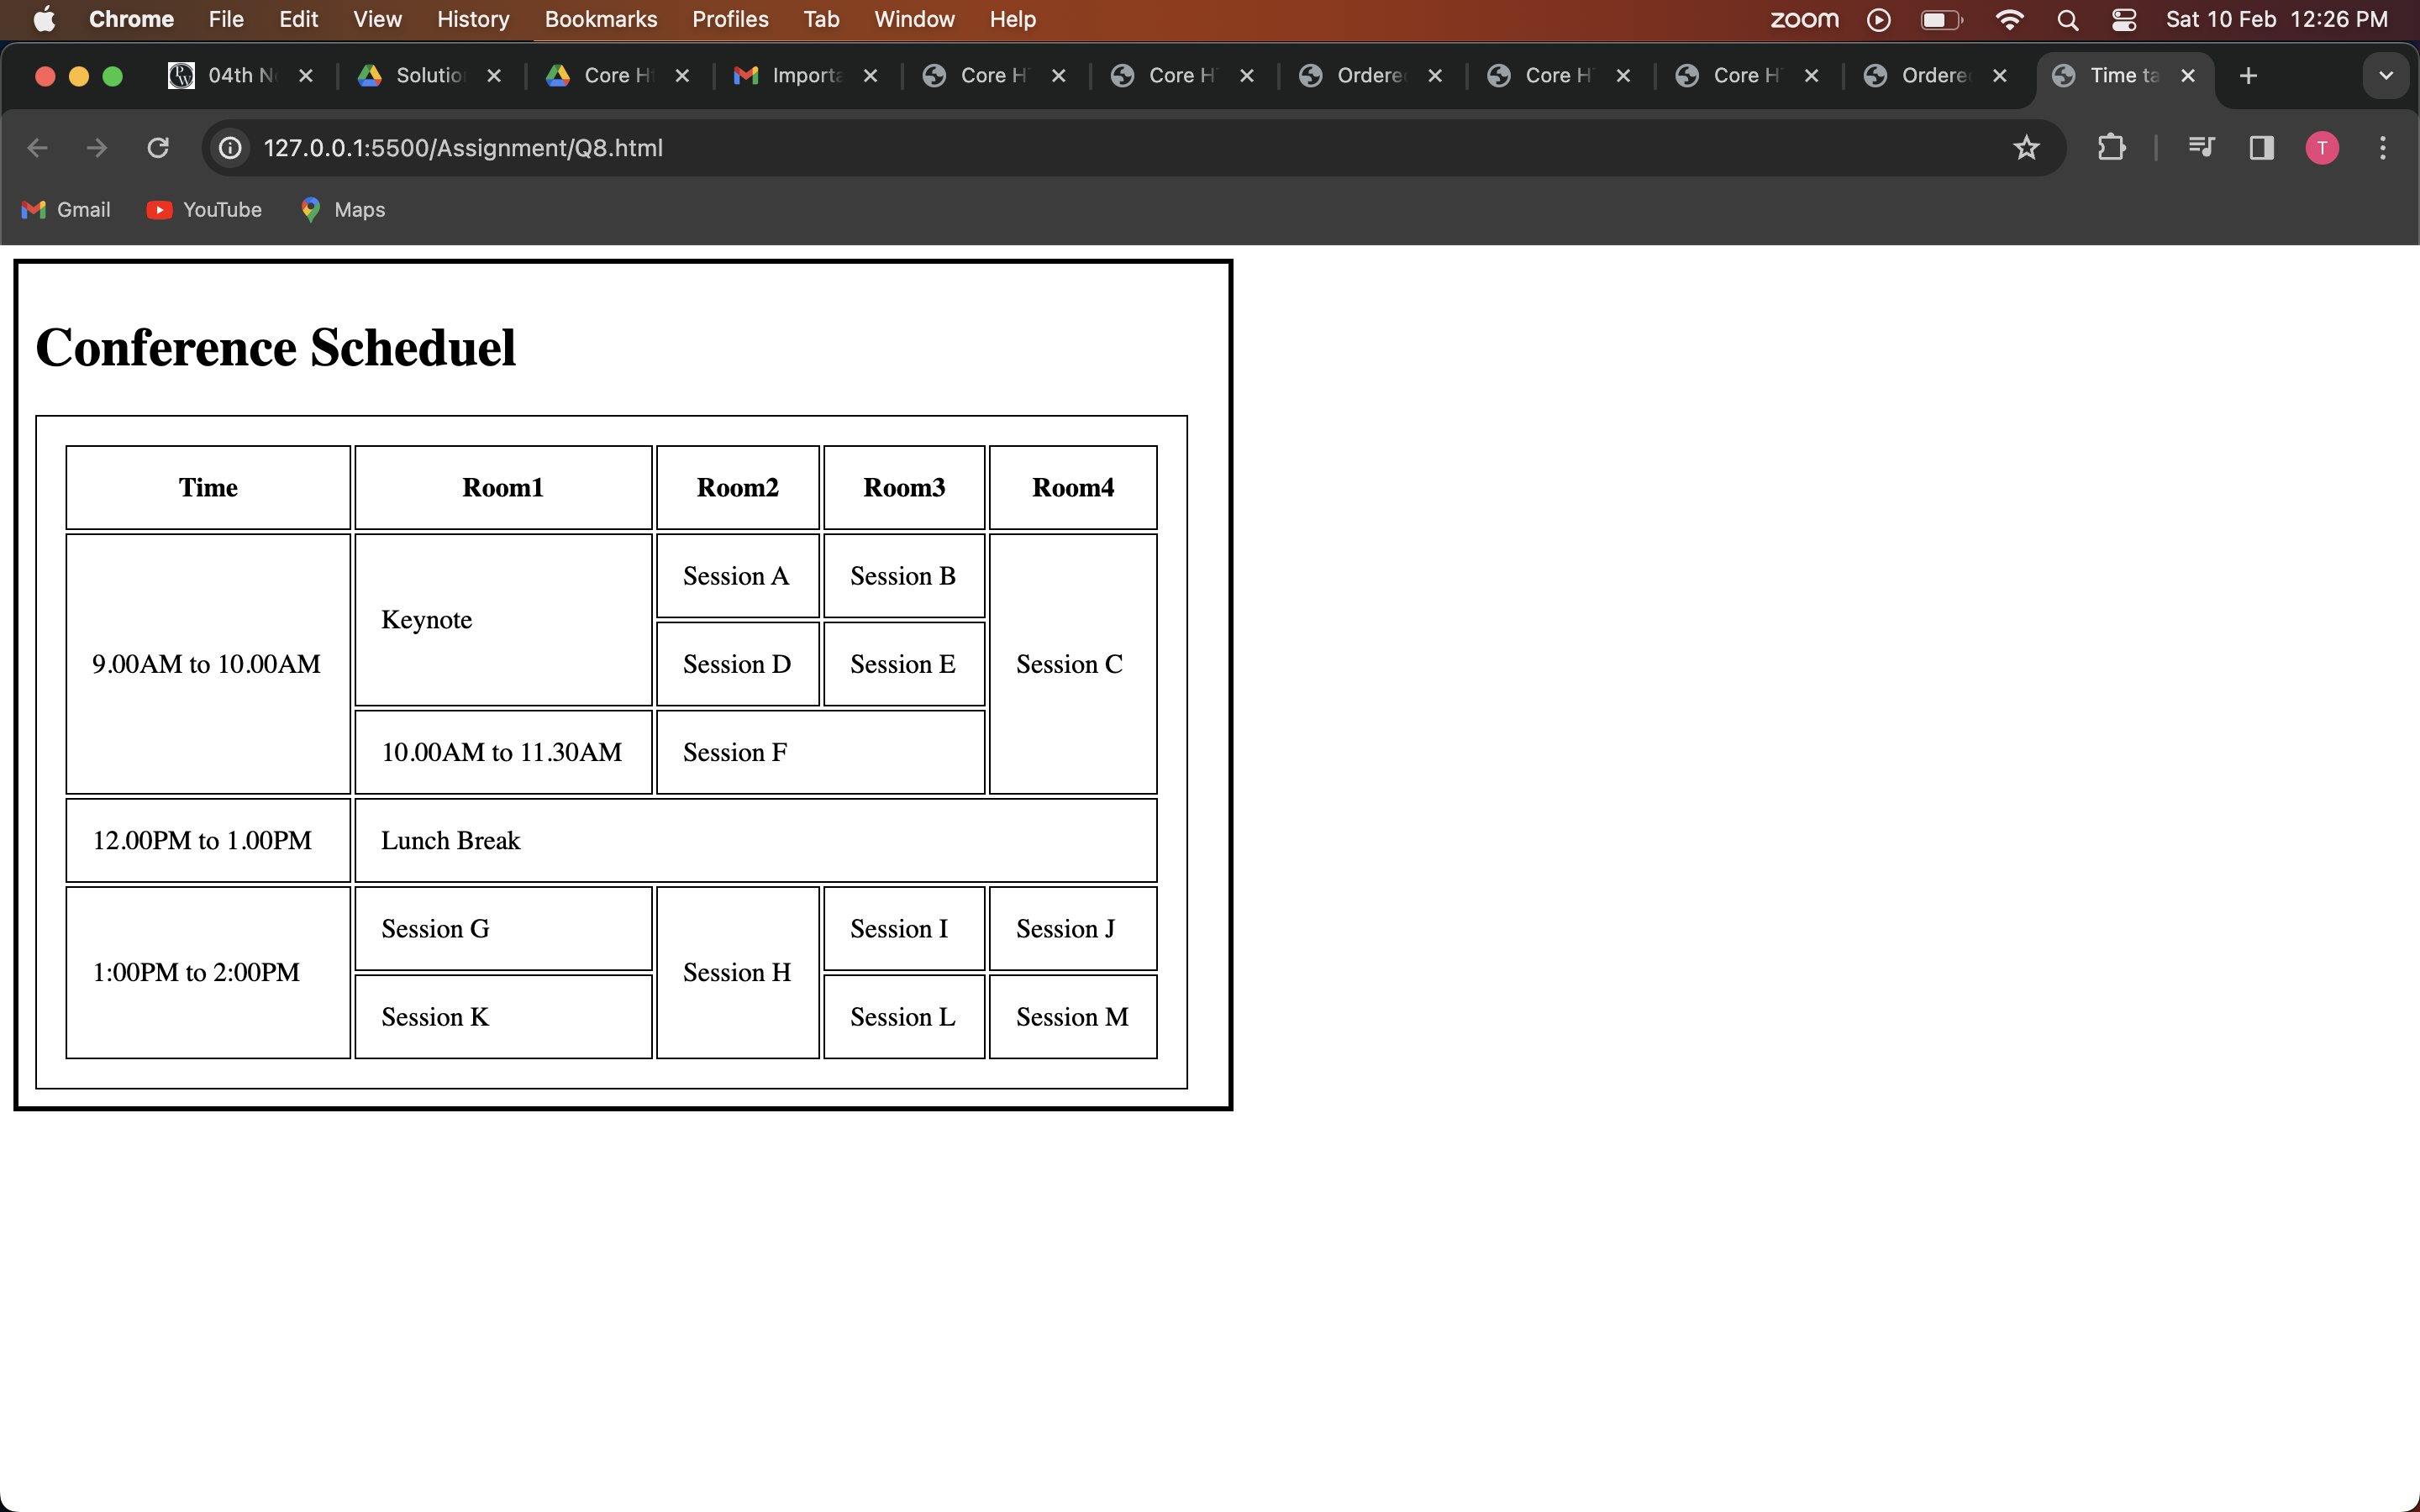 Chrome File Edit View History Bookmarks Profiles Tab Window Help zoom Sat 10 Feb 12:26 PM
04th N Solutio Core H Importa Core H Core H Ordere Core H Core H Ordere Time ta
127.0.0.1:5500/Assignment/Q8.html T
Gmail YouTube Maps
Conference Scheduel
Time Room1 Room2 Room3 Room4
9.00AM to 10.00AM Keynote Session A Session B Session C
Session D Session E
10.00AM to 11.30AM Session F
12.00PM to 1.00PM Lunch Break
1:00PM to 2:00PM Session G Session H Session I Session J
Session K Session L Session M